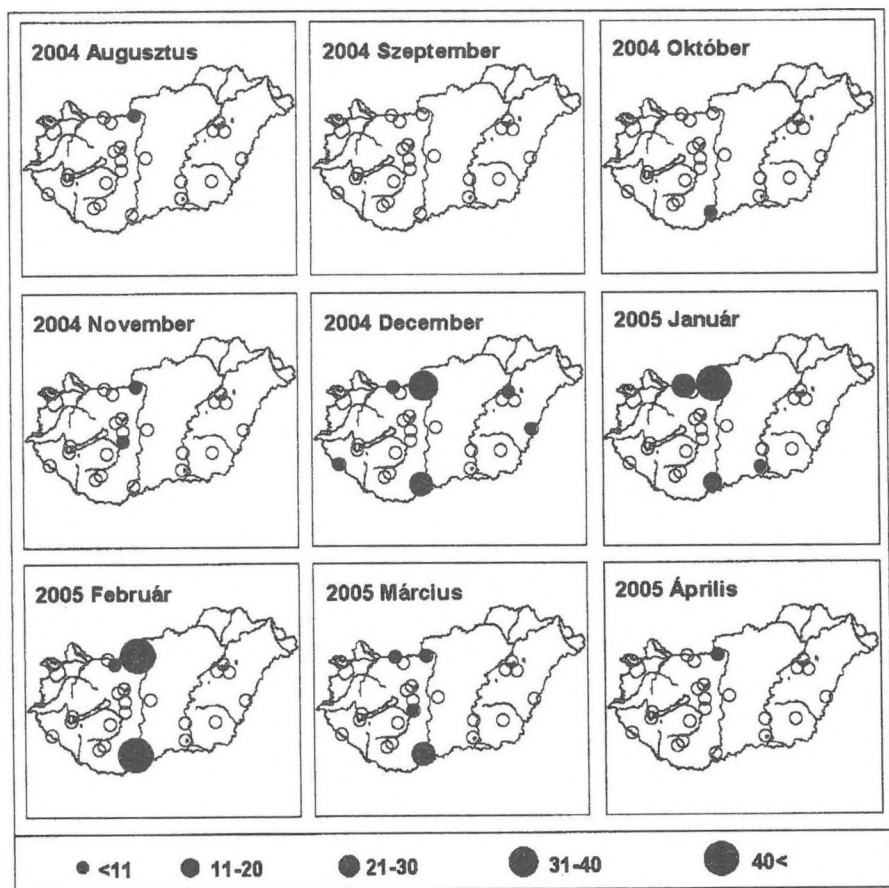 2004 Augusztus
2004 Szeptember
2004 Október
2004 November
2004 December
2005 Január
2005 Február
2005 Március
2005 Április
<11 11-20 21-30 31-40 40<